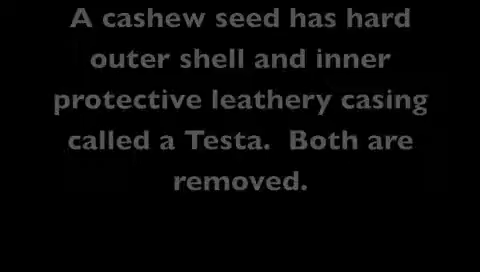 A cashew seed has hard
outer shell and inner
protective leathery casing
called a Testa.  Both are
removed.